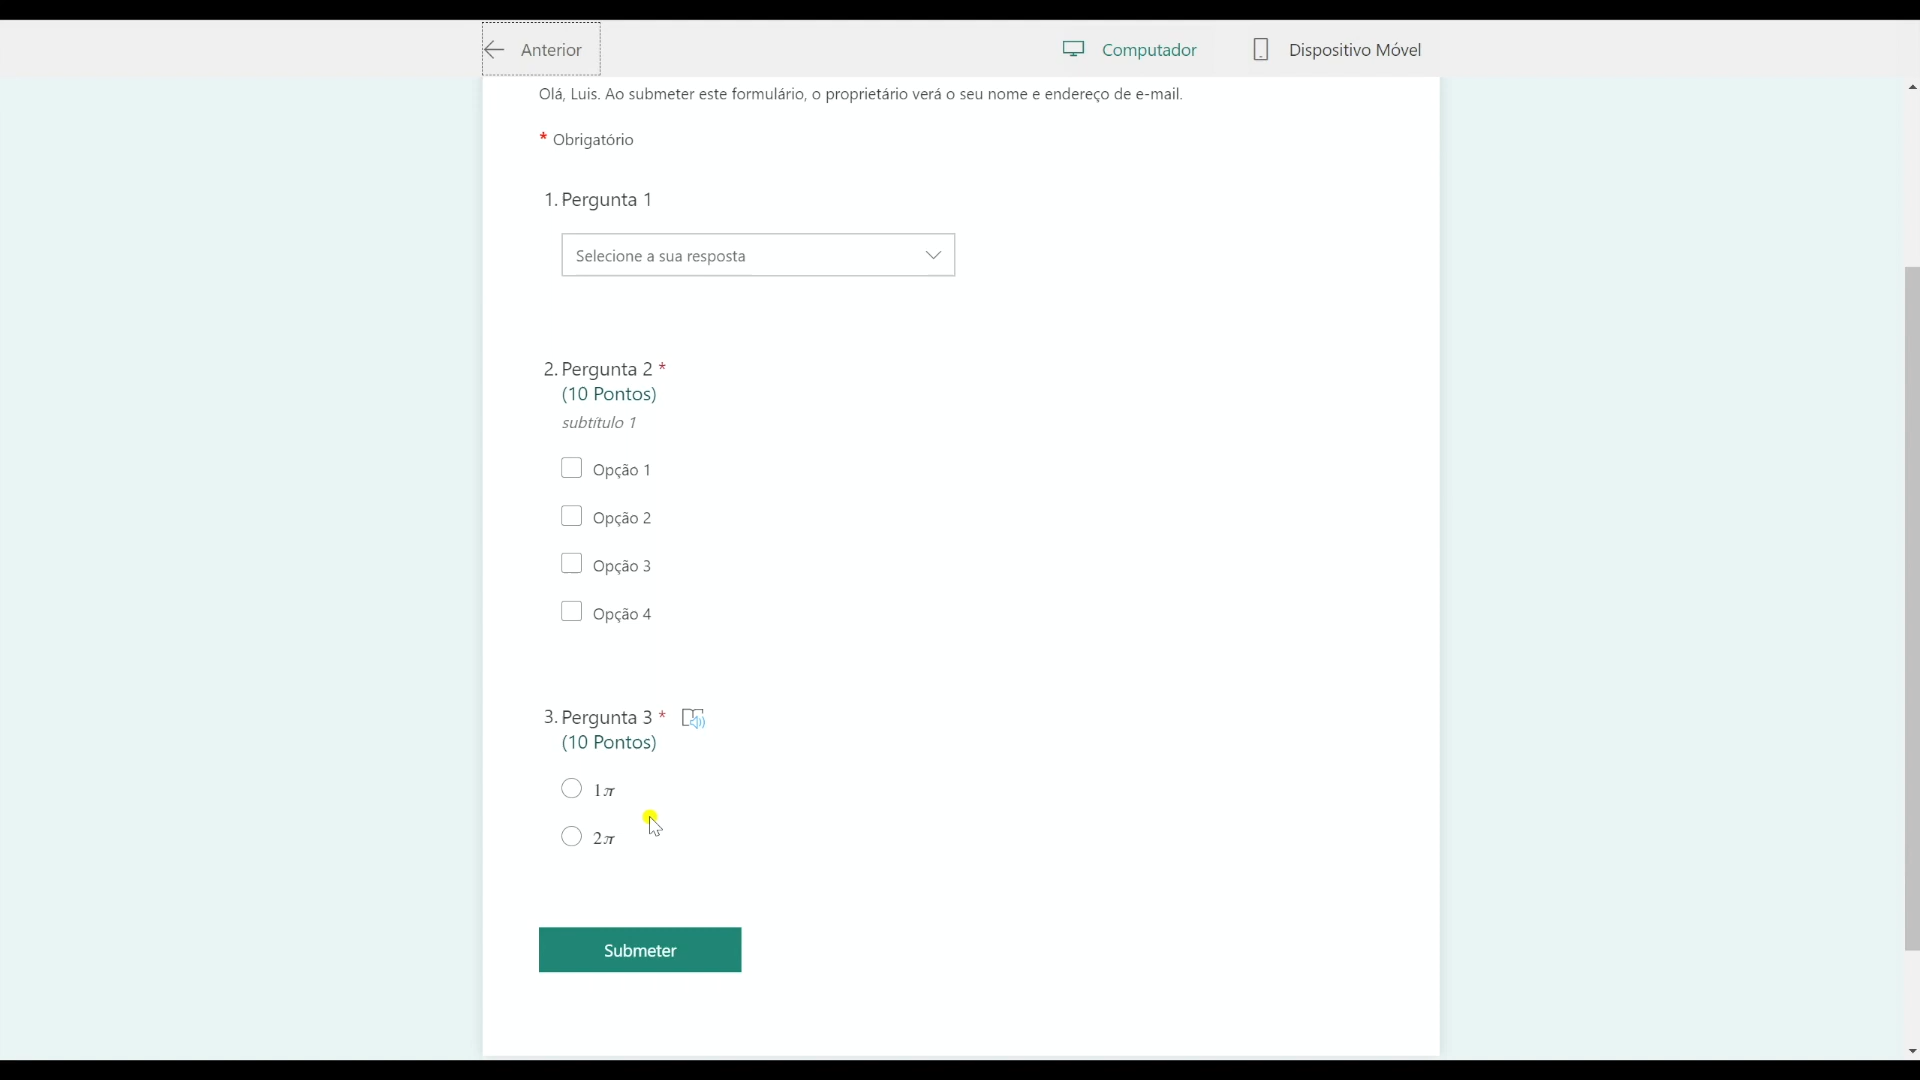 Anterior
Computador
Dispositivo Móvel
Olá, Luis. Ao submeter este formulário, o proprietário verá o seu nome e endereço de e-mail.
* Obrigatório
1. Pergunta 1
Selecione a sua resposta
2. Pergunta 2 *
(10 Pontos)
subtítulo 1
Opção 1
Opção 2
Opção 3
Opção 4
3. Pergunta 3 *
(10 Pontos)
1π
2π
Submeter